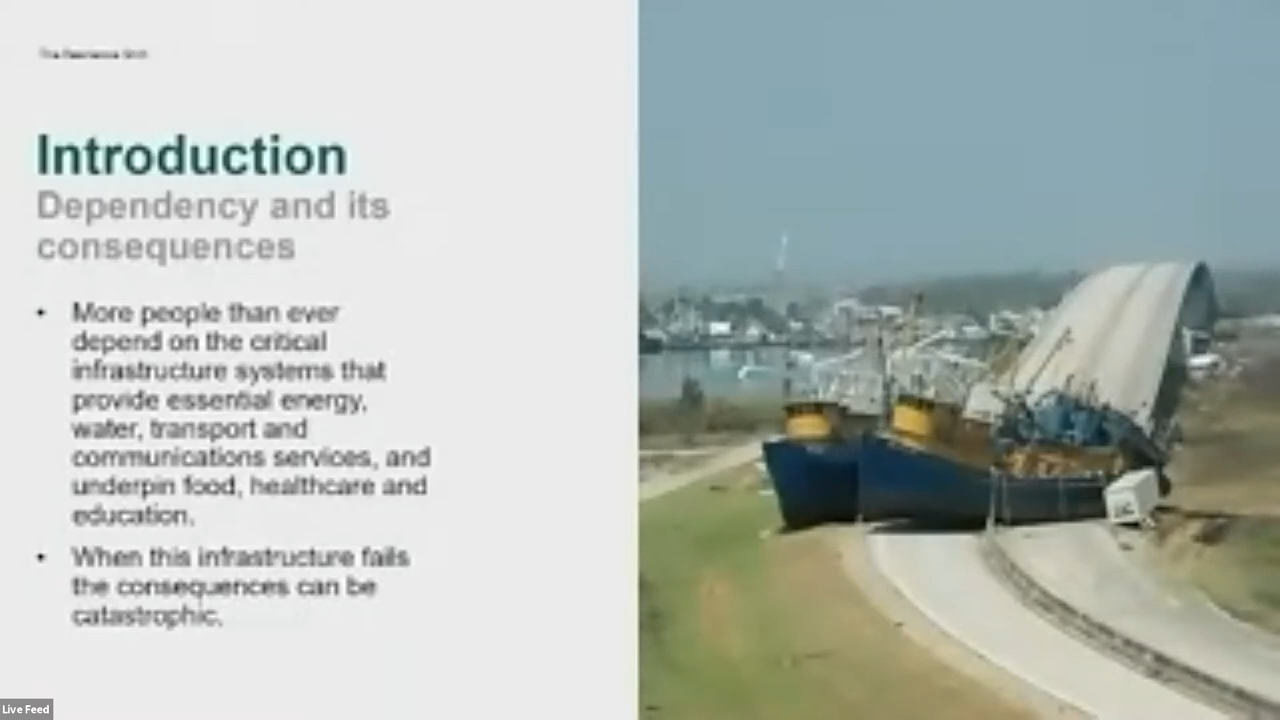 Introduction
Dependency and its
consequences
• More people than ever
depend on the critical
infrastructure systems that
provide essential energy,
water, transport and
communications services, and
underpin food, healthcare and
education.
• When this infrastructure fails
the consequences can be
catastrophic.
Live Feed